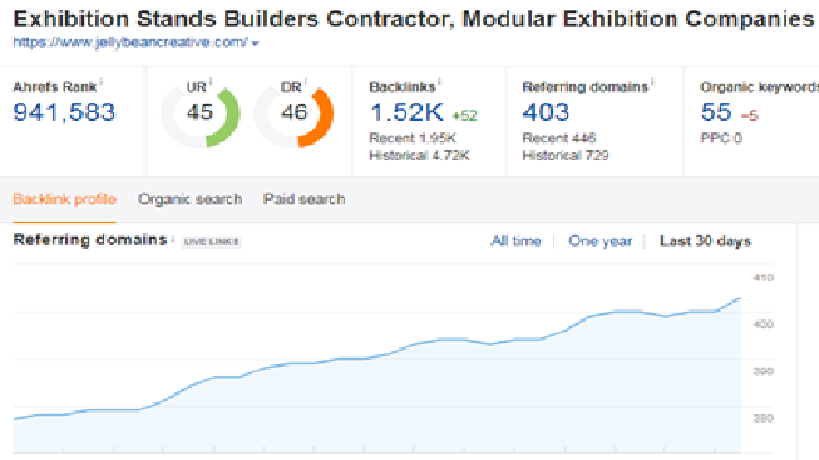 Exhibition Stands Builders Contractor, Modular Exhibition Companies
https://www.jellybeancreative.com/
Ahrefs Rank i UR i DR i Backlinks i Referring domains i Organic keywords
941,583 45 46 1.52K +52 403 55 -5
Recent 1.95K Recent 446 PPC 0
Historical 4.72K Historical 729
Backlink profile Organic search Paid search
Referring domains i LIVE LINKS All time One year Last 30 days
410
400
390
380